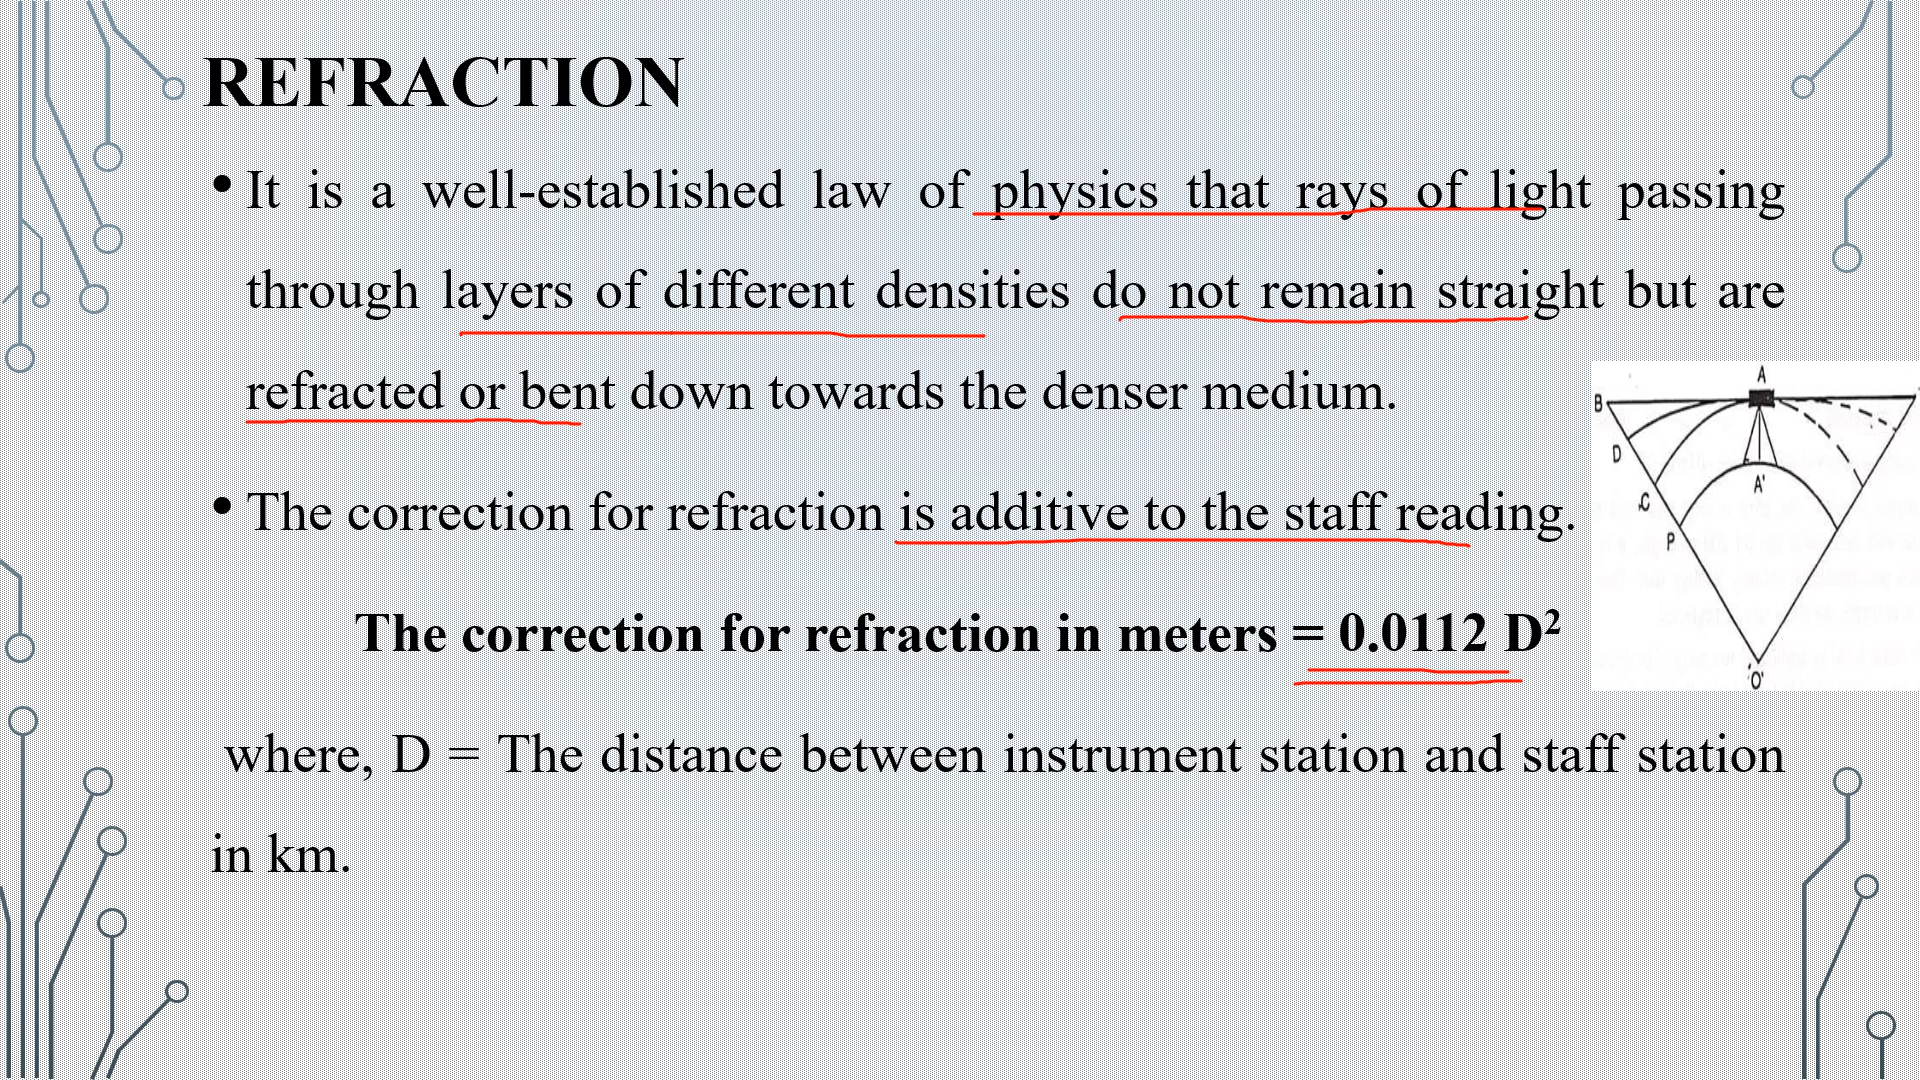 REFRACTION
• It is a well-established law of physics that rays of light passing
through layers of different densities do not remain straight but are
refracted or bent down towards the denser medium.
• The correction for refraction is additive to the staff reading.
The correction for refraction in meters = 0.0112 D²
where, D = The distance between instrument station and staff station
in km.
A
B
D
A'
C
P
O'